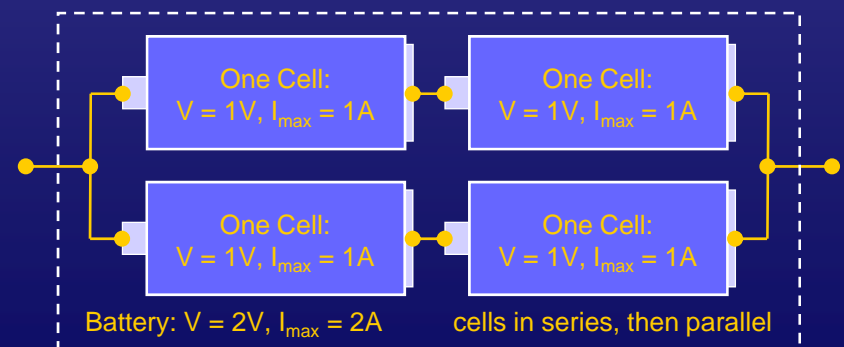 One Cell:
V = 1V, Imax = 1A
One Cell:
V = 1V, Imax = 1A
One Cell:
V = 1V, Imax = 1A
One Cell:
V = 1V, Imax = 1A
Battery: V = 2V, Imax = 2A
cells in series, then parallel